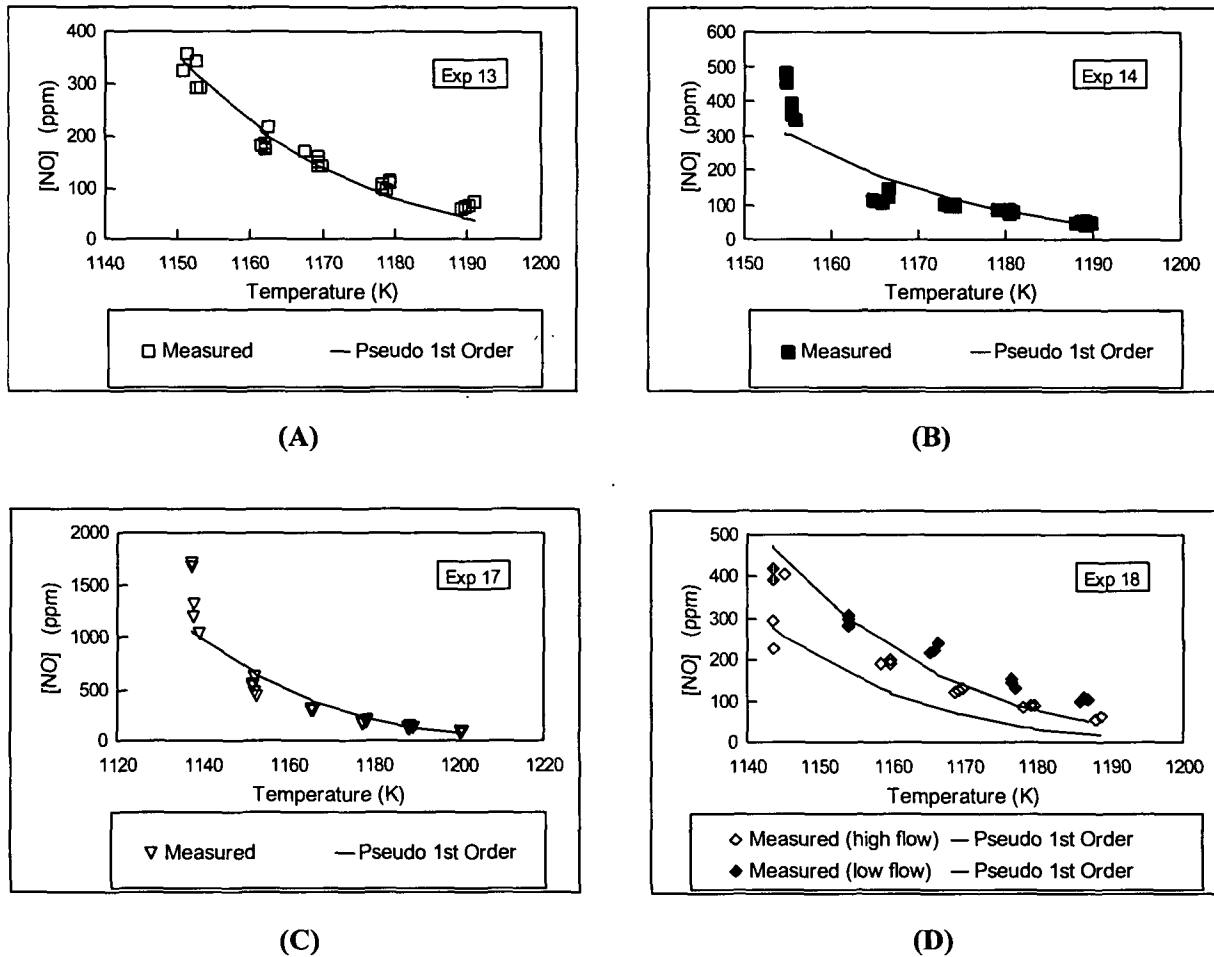 400
300
200
100
0
[NO] (ppm)
Exp 13
1140 1150 1160 1170 1180 1190 1200
Temperature (K)
Measured Pseudo 1st Order
(A)
600
500
400
300
200
100
0
[NO] (ppm)
Exp 14
1150 1160 1170 1180 1190 1200
Temperature (K)
Measured Pseudo 1st Order
(B)
2000
1500
1000
500
0
[NO] (ppm)
Exp 17
1120 1140 1160 1180 1200 1220
Temperature (K)
Measured Pseudo 1st Order
(C)
500
400
300
200
100
0
[NO] (ppm)
Exp 18
1140 1150 1160 1170 1180 1190 1200
Temperature (K)
Measured (high flow) Pseudo 1st Order
Measured (low flow) Pseudo 1st Order
(D)